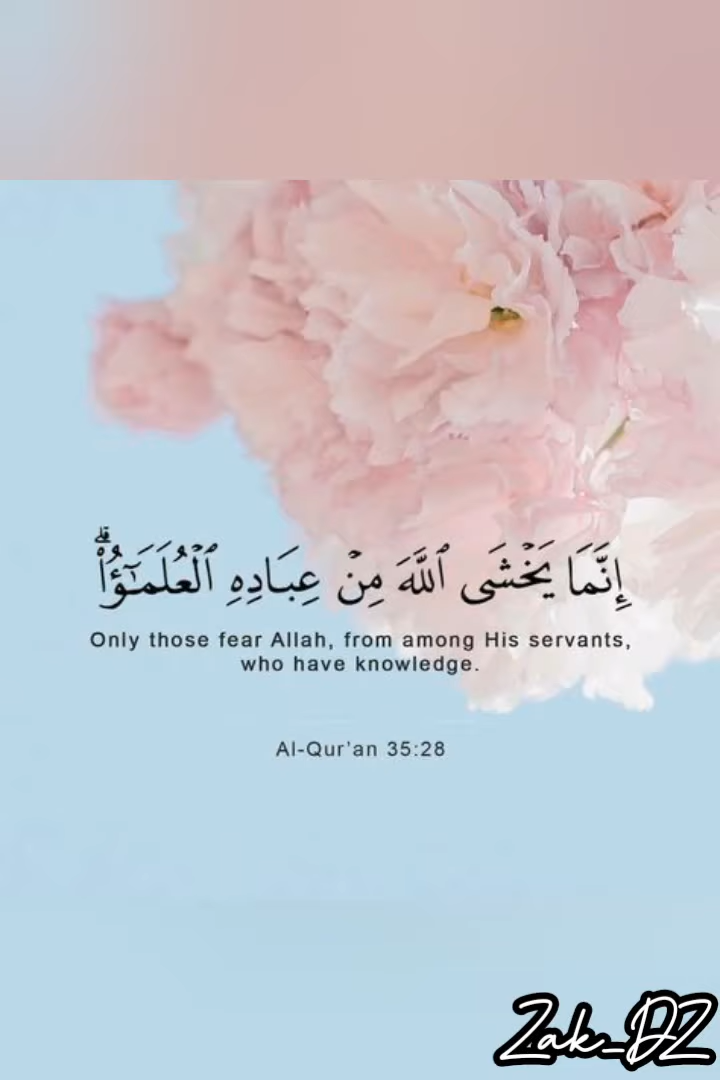 إِنَّمَا يَخْشَى ٱللَّهَ مِنْ عِبَادِهِ ٱلْعُلَمَـٰٓؤُا۟ ۗ
Only those fear Allah, from among His servants,
who have knowledge.
Al-Qur'an 35:28
Zak_DZ